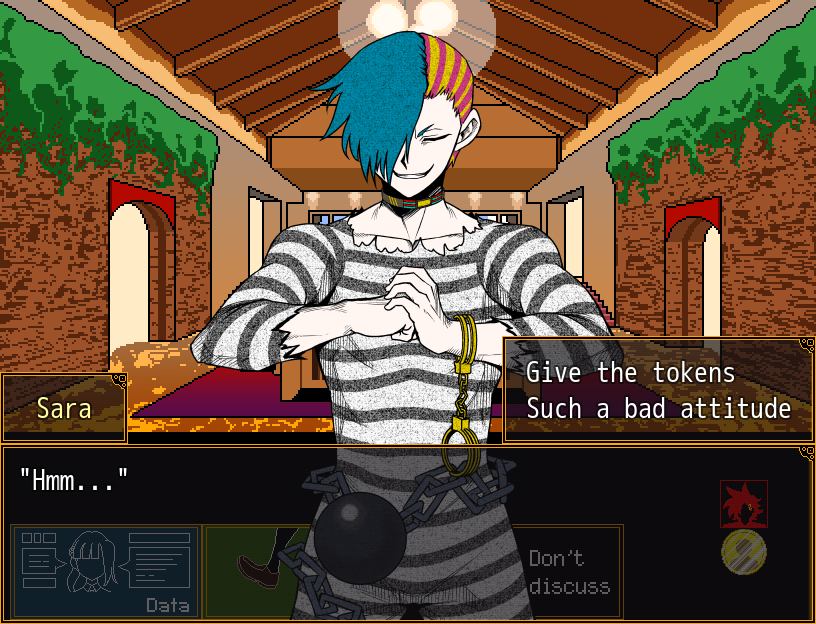 Give the tokens
Such a bad attitude
Sara
"Hmm..."
Data
Don't
discuss